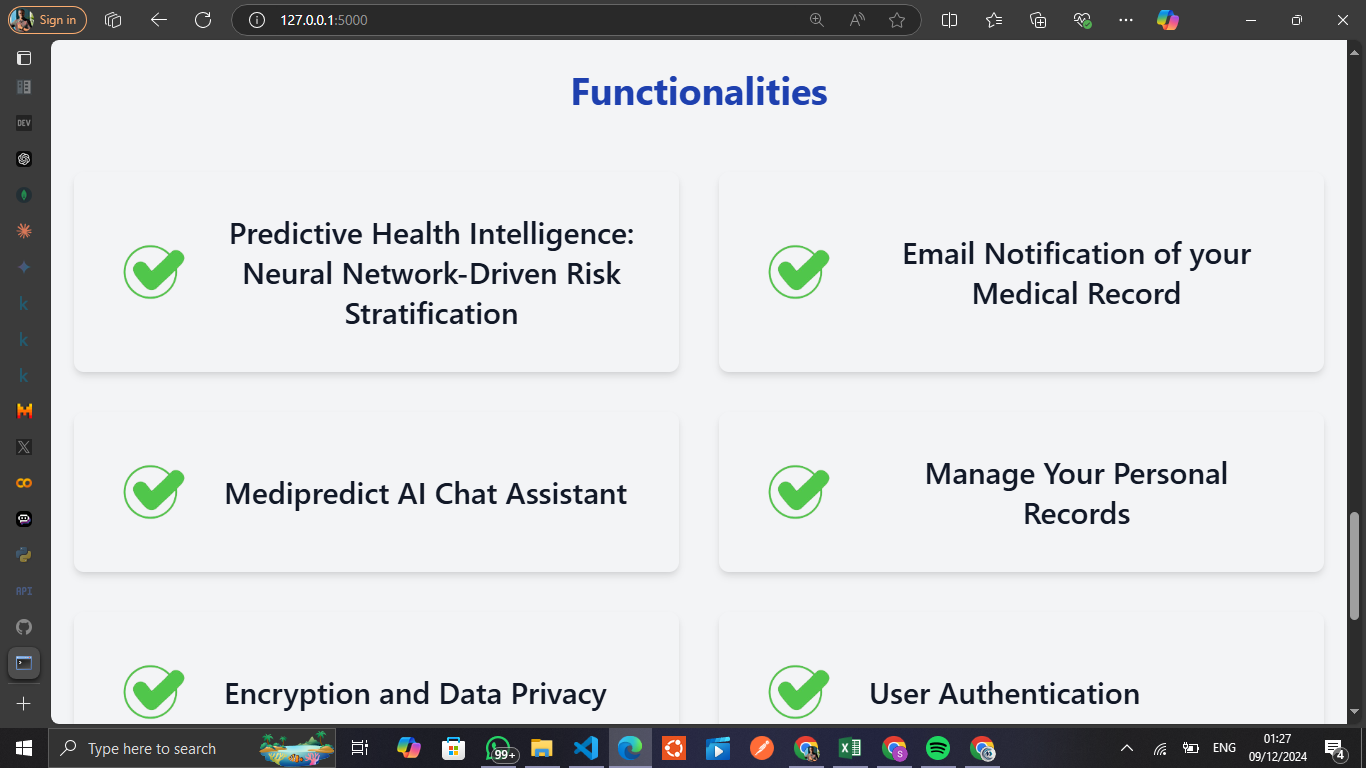 Sign in
127.0.0.1:5000
Functionalities
Predictive Health Intelligence:
Neural Network-Driven Risk
Stratification
Email Notification of your
Medical Record
Medipredict AI Chat Assistant
Manage Your Personal
Records
Encryption and Data Privacy
User Authentication
DEV
k
k
k
API
Type here to search
99+
S
ENG
01:27
09/12/2024
4